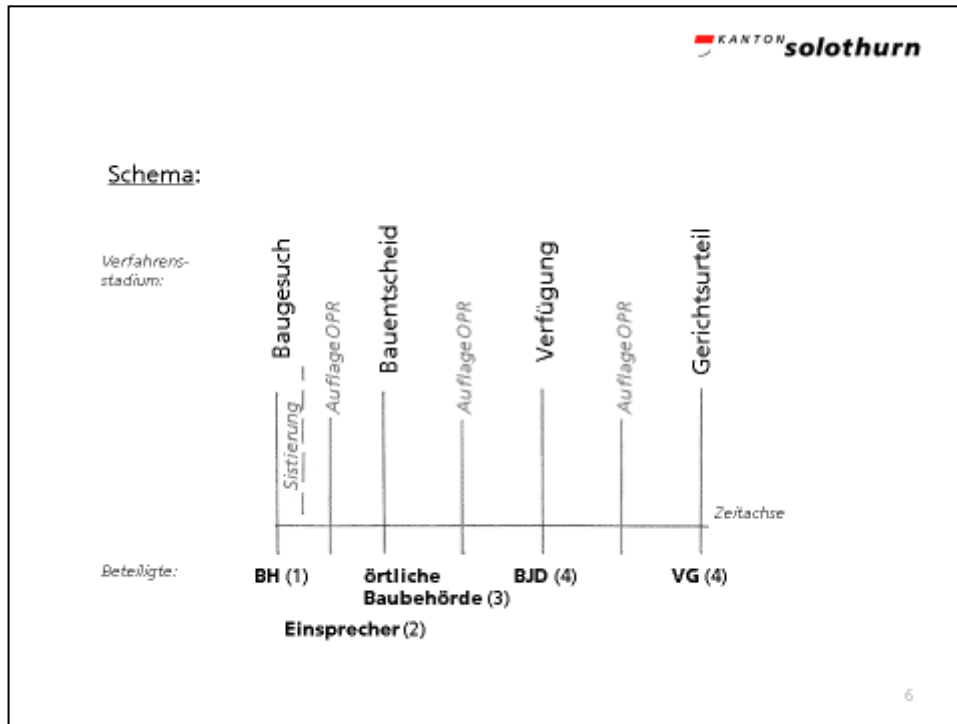 KANTON solothurn
Schema:
Verfahrens-
stadium:
Baugesuch
Sistierung
Auflage OPR
Bauentscheid
Auflage OPR
Verfügung
Auflage OPR
Gerichtsurteil
Zeitachse
Beteiligte:
BH (1)
örtliche
Baubehörde (3)
BJD (4)
VG (4)
Einsprecher (2)
6